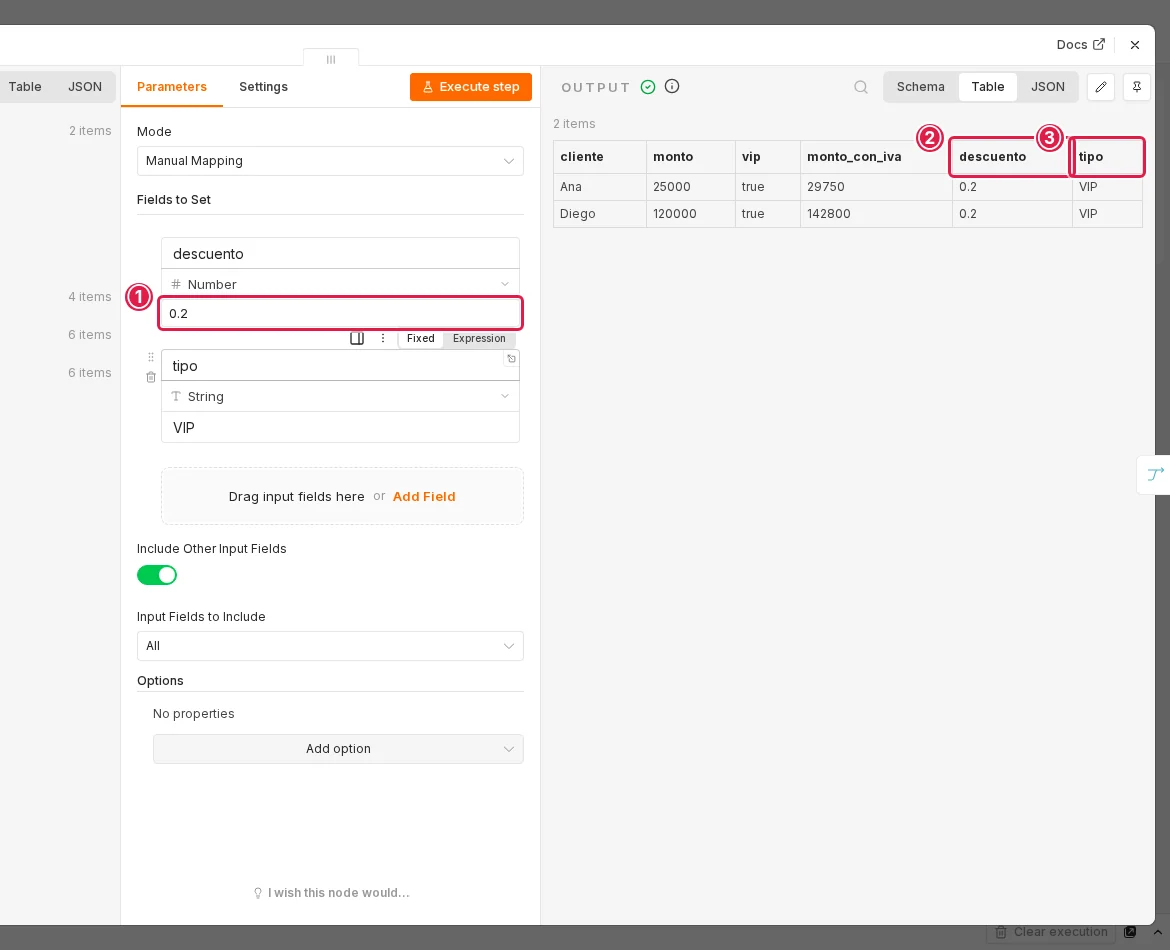 Docs
Table JSON
Parameters Settings Execute step
OUTPUT
Schema Table JSON
2 items
4 items
6 items
6 items
Mode
Manual Mapping
Fields to Set
descuento
# Number
1
0.2
Fixed Expression
tipo
T String
VIP
Drag input fields here or Add Field
Include Other Input Fields
Input Fields to Include
All
Options
No properties
Add option
I wish this node would...
2 items
2 3
cliente monto vip monto_con_iva descuento tipo
Ana 25000 true 29750 0.2 VIP
Diego 120000 true 142800 0.2 VIP
Clear execution